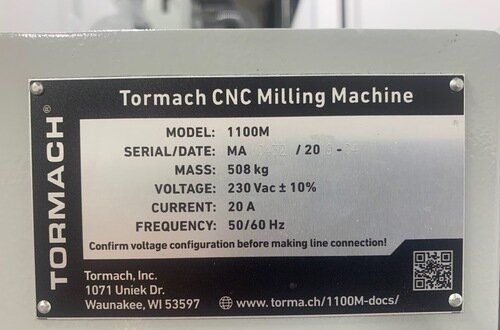 TORMACH®
Tormach CNC Milling Machine
MODEL: 1100M
SERIAL/DATE: MA / 20 -
MASS: 508 kg
VOLTAGE: 230 Vac ± 10%
CURRENT: 20 A
FREQUENCY: 50/60 Hz
Confirm voltage configuration before making line connection!
Tormach, Inc.
1071 Uniek Dr.
Waunakee, WI 53597
www.torma.ch/1100M-docs/